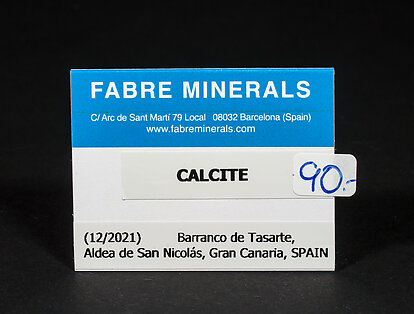 FABRE MINERALS
C/ Arc de Sant Martí 79 Local 08032 Barcelona (Spain)
www.fabreminerals.com
CALCITE
90.-
(12/2021) Barranco de Tasarte,
Aldea de San Nicolás, Gran Canaria, SPAIN